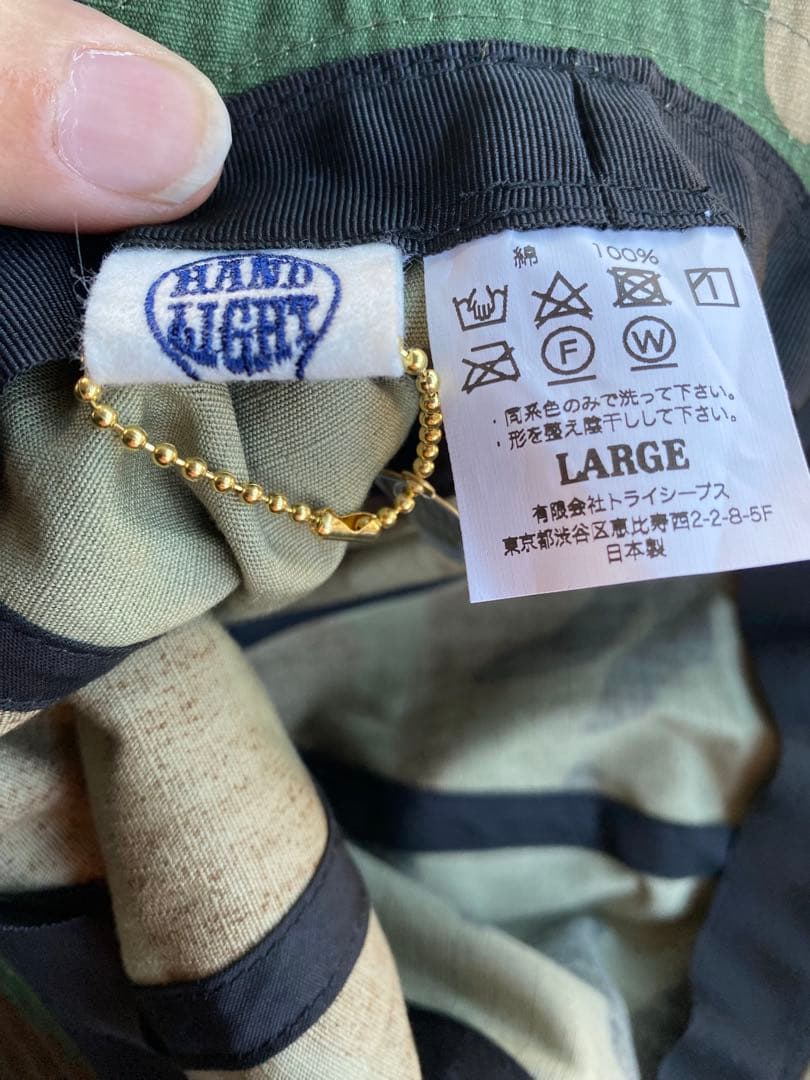 HAND
LIGHT
綿 100%
F
W
・同系色のみで洗って下さい。
・形を整え陰干しして下さい。
LARGE
有限会社トライシープス
東京都渋谷区恵比寿西2-2-8-5F
日本製